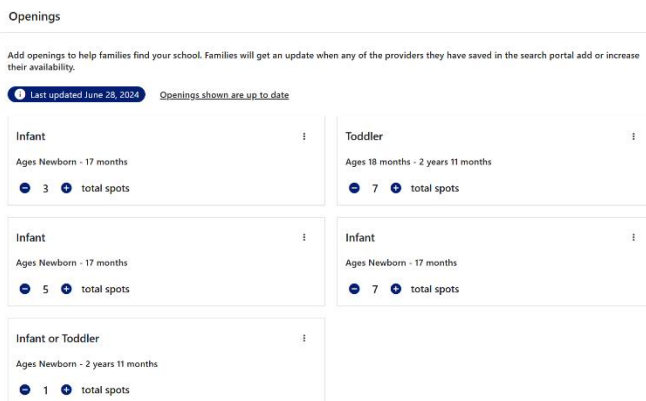 Openings
Add openings to help families find your school. Families will get an update when any of the providers they have saved in the search portal add or increase
their availability.
Last updated June 28, 2024 Openings shown are up to date
Infant
Ages Newborn - 17 months
3 total spots
Toddler
Ages 18 months - 2 years 11 months
7 total spots
Infant
Ages Newborn - 17 months
5 total spots
Infant
Ages Newborn - 17 months
7 total spots
Infant or Toddler
Ages Newborn - 2 years 11 months
1 total spots